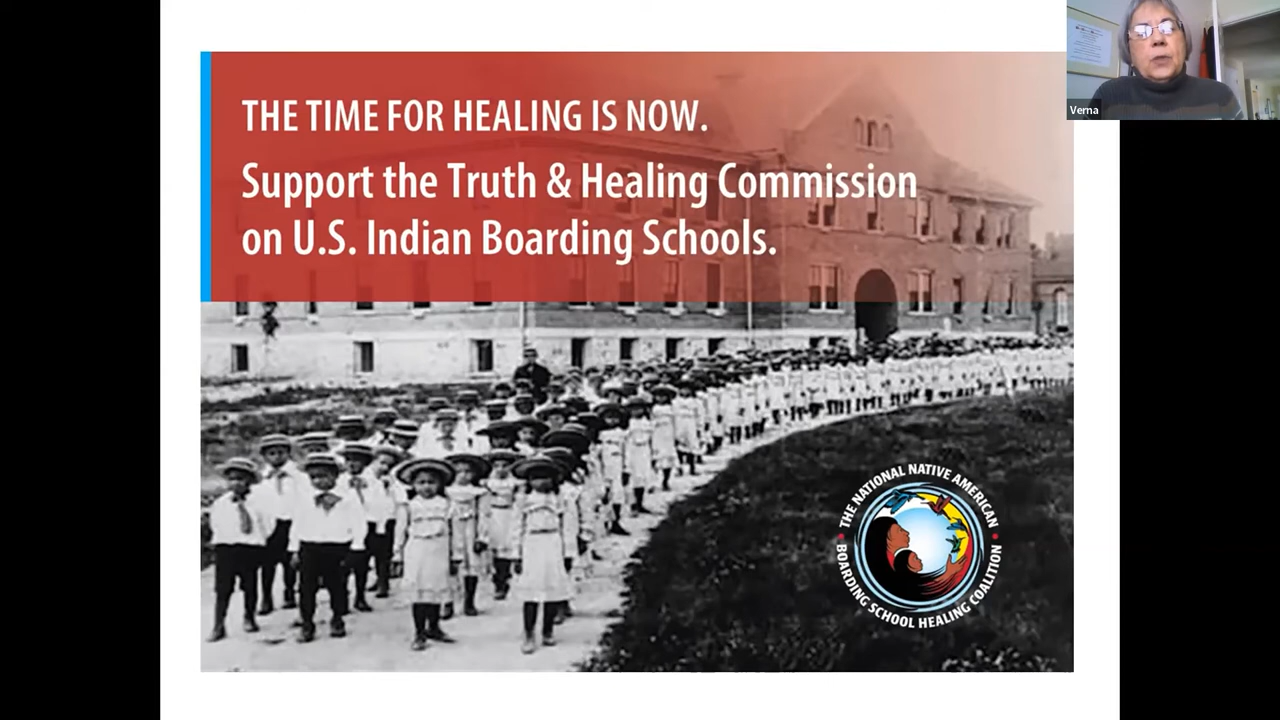 THE TIME FOR HEALING IS NOW.
Support the Truth & Healing Commission
on U.S. Indian Boarding Schools.
Verna
THE NATIONAL NATIVE AMERICAN
BOARDING SCHOOL HEALING COALITION